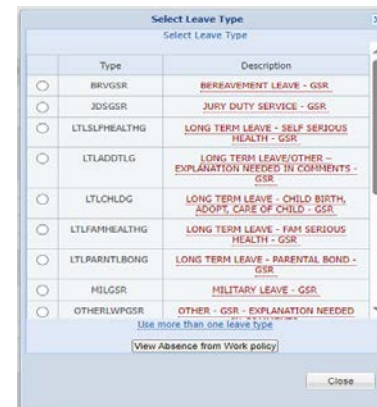 Select Leave Type
Select Leave Type
Type Description
BRVGSR BEREAVEMENT LEAVE - GSR
JDSGSR JURY DUTY SERVICE - GSR
LTLSLFHEALTHG LONG TERM LEAVE - SELF SERIOUS
HEALTH - GSR
LTLADDTLG LONG TERM LEAVE/OTHER –
EXPLANATION NEEDED IN COMMENTS -
GSR
LTLCHLDG LONG TERM LEAVE - CHILD BIRTH,
ADOPT, CARE OF CHILD - GSR
LTLFAMHEALTHG LONG TERM LEAVE - FAM SERIOUS
HEALTH - GSR
LTLPARNTLBONG LONG TERM LEAVE - PARENTAL BOND -
GSR
MILGSR MILITARY LEAVE - GSR
OTHERLWPGSR OTHER - GSR - EXPLANATION NEEDED
Use more than one leave type
View Absence from Work policy
Close